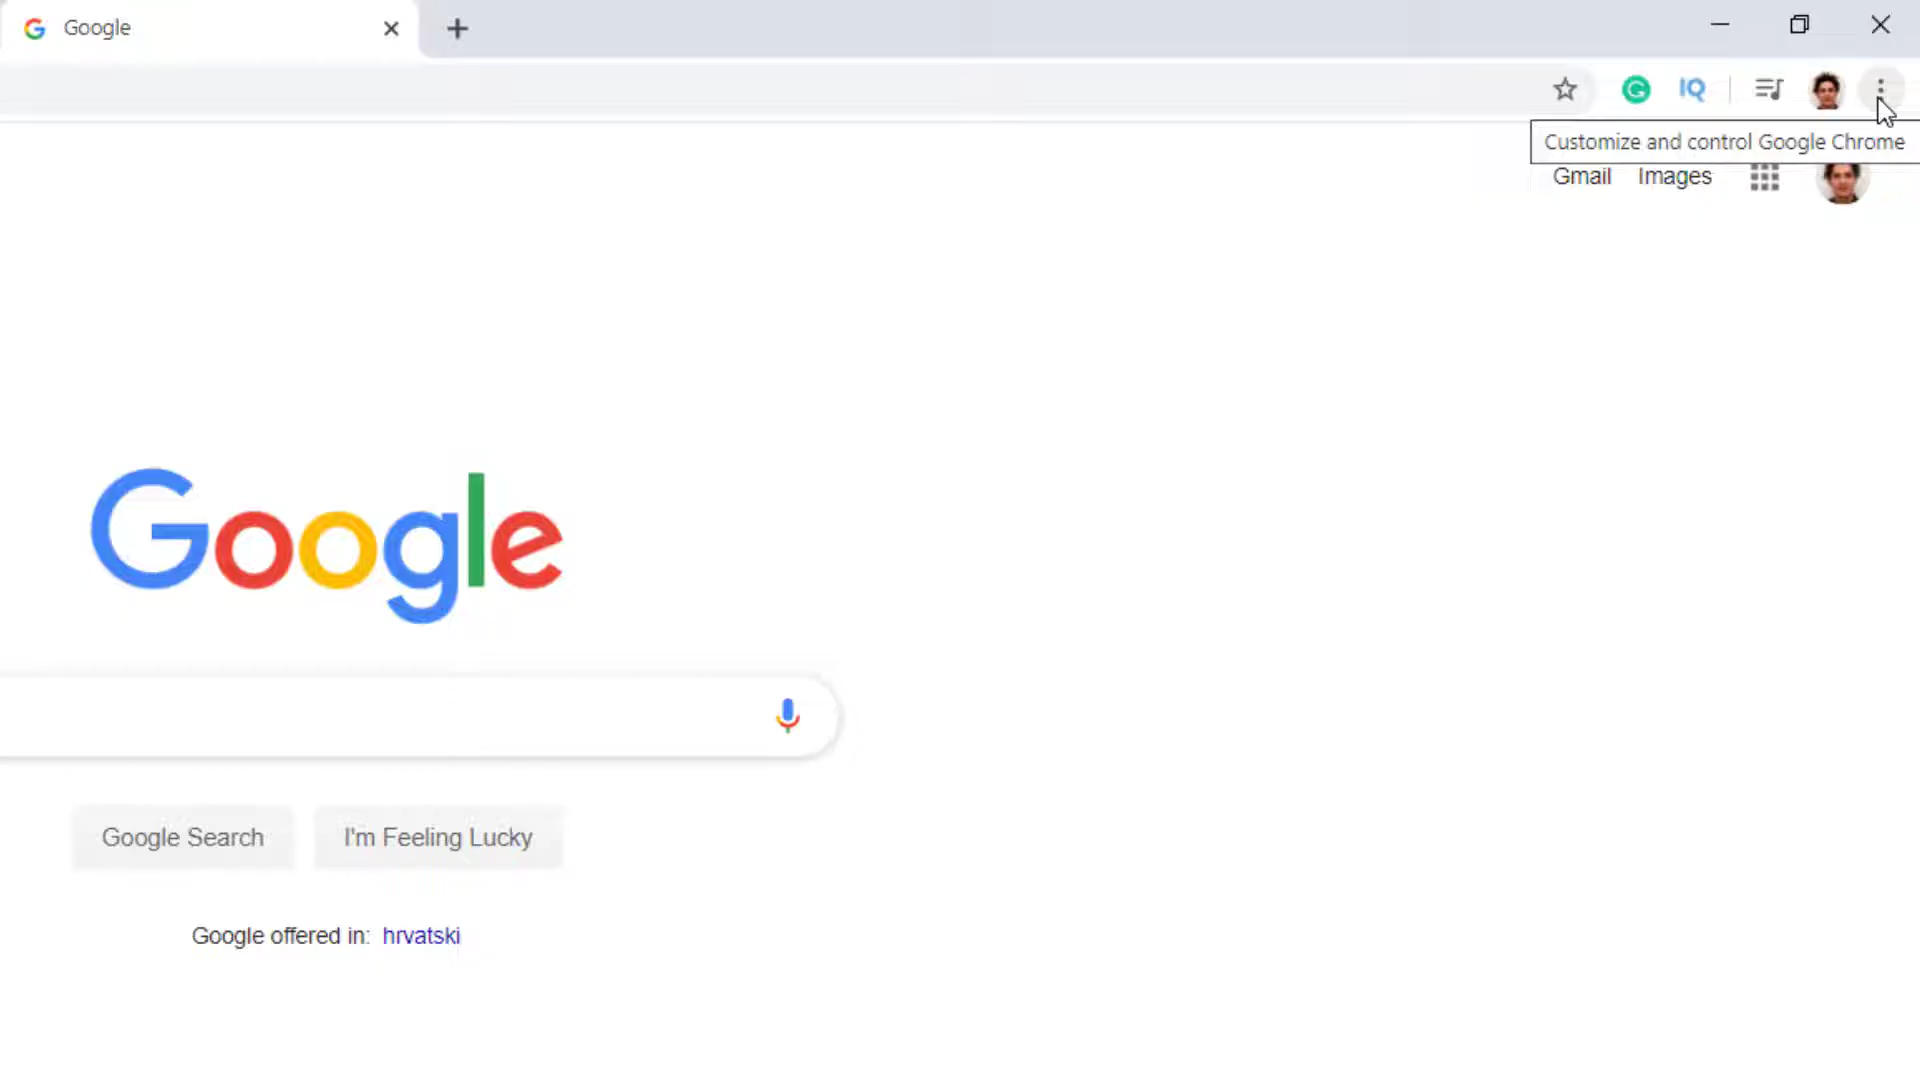 Google
IQ
Customize and control Google Chrome
Gmail Images
Google
Google Search I'm Feeling Lucky
Google offered in: hrvatski